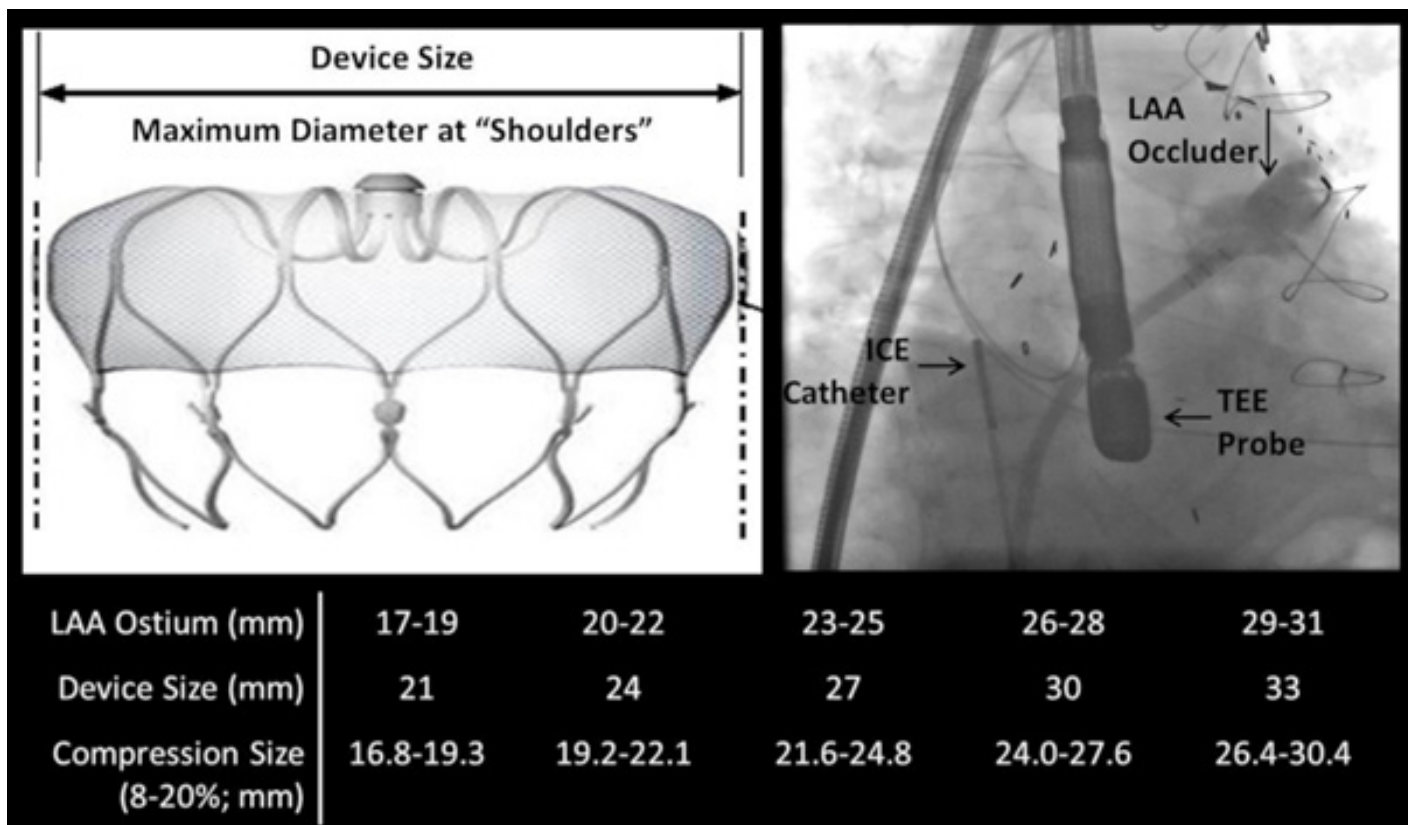 Device Size
Maximum Diameter at “Shoulders”
LAA
Occluder
ICE
Catheter
TEE
Probe
LAA Ostium (mm) 17-19 20-22 23-25 26-28 29-31
Device Size (mm) 21 24 27 30 33
Compression Size 16.8-19.3 19.2-22.1 21.6-24.8 24.0-27.6 26.4-30.4
(8-20%; mm)